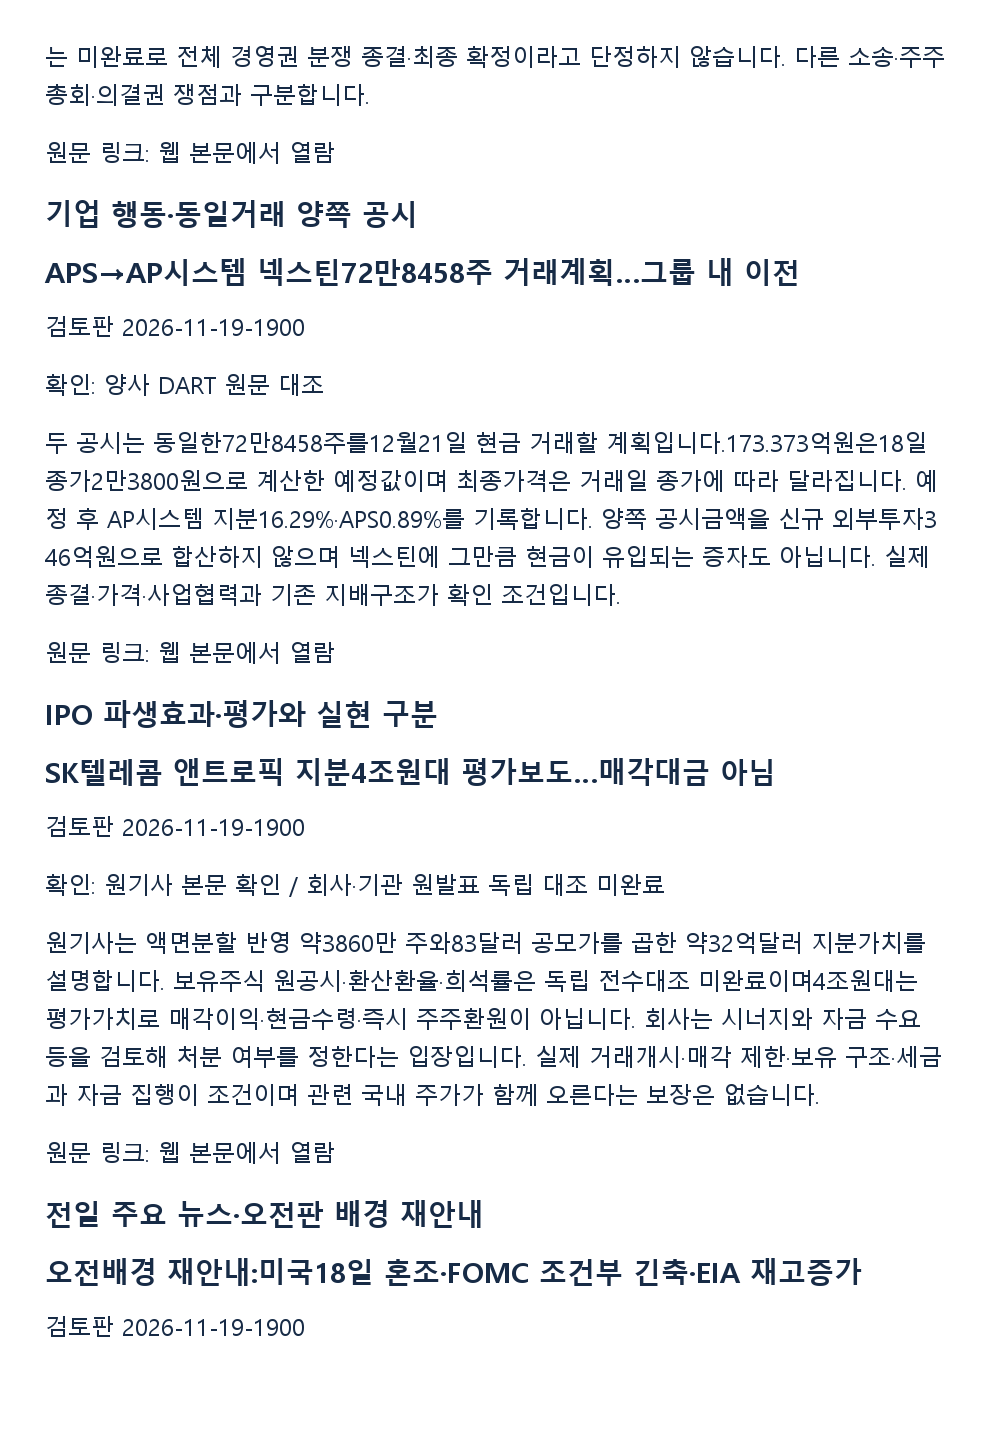 는 미완료로 전체 경영권 분쟁 종결·최종 확정이라고 단정하지 않습니다. 다른 소송·주주
총회·의결권 쟁점과 구분합니다.
원문 링크: 웹 본문에서 열람
기업 행동·동일거래 양쪽 공시
APS→AP시스템 넥스틴72만8458주 거래계획…그룹 내 이전
검토판 2026-11-19-1900
확인: 양사 DART 원문 대조
두 공시는 동일한72만8458주를12월21일 현금 거래할 계획입니다.173.373억원은18일
종가2만3800원으로 계산한 예정값이며 최종가격은 거래일 종가에 따라 달라집니다. 예
정 후 AP시스템 지분16.29%·APS0.89%를 기록합니다. 양쪽 공시금액을 신규 외부투자3
46억원으로 합산하지 않으며 넥스틴에 그만큼 현금이 유입되는 증자도 아닙니다. 실제
종결·가격·사업협력과 기존 지배구조가 확인 조건입니다.
원문 링크: 웹 본문에서 열람
IPO 파생효과·평가와 실현 구분
SK텔레콤 앤트로픽 지분4조원대 평가보도…매각대금 아님
검토판 2026-11-19-1900
확인: 원기사 본문 확인 / 회사·기관 원발표 독립 대조 미완료
원기사는 액면분할 반영 약3860만 주와83달러 공모가를 곱한 약32억달러 지분가치를
설명합니다. 보유주식 원공시·환산환율·희석률은 독립 전수대조 미완료이며4조원대는
평가가치로 매각이익·현금수령·즉시 주주환원이 아닙니다. 회사는 시너지와 자금 수요
등을 검토해 처분 여부를 정한다는 입장입니다. 실제 거래개시·매각 제한·보유 구조·세금
과 자금 집행이 조건이며 관련 국내 주가가 함께 오른다는 보장은 없습니다.
원문 링크: 웹 본문에서 열람
전일 주요 뉴스·오전판 배경 재안내
오전배경 재안내:미국18일 혼조·FOMC 조건부 긴축·EIA 재고증가
검토판 2026-11-19-1900